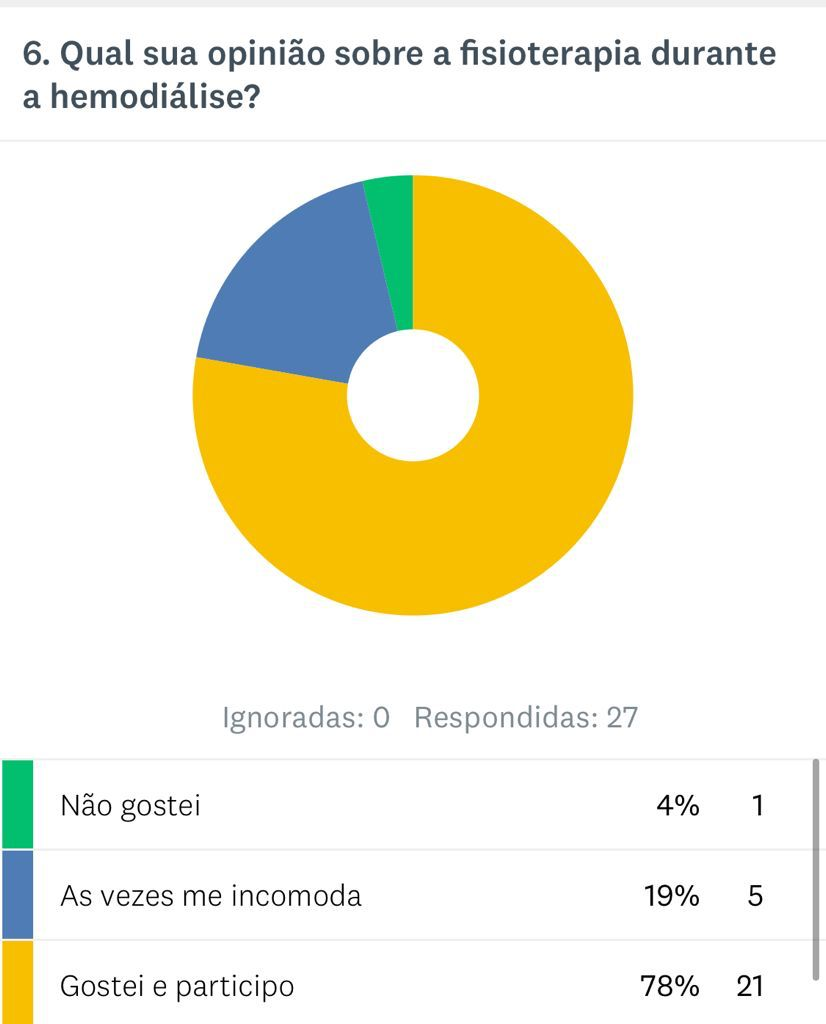 6. Qual sua opinião sobre a fisioterapia durante
a hemodiálise?
Ignoradas: 0 Respondidas: 27
Não gostei 4% 1
As vezes me incomoda 19% 5
Gostei e participo 78% 21